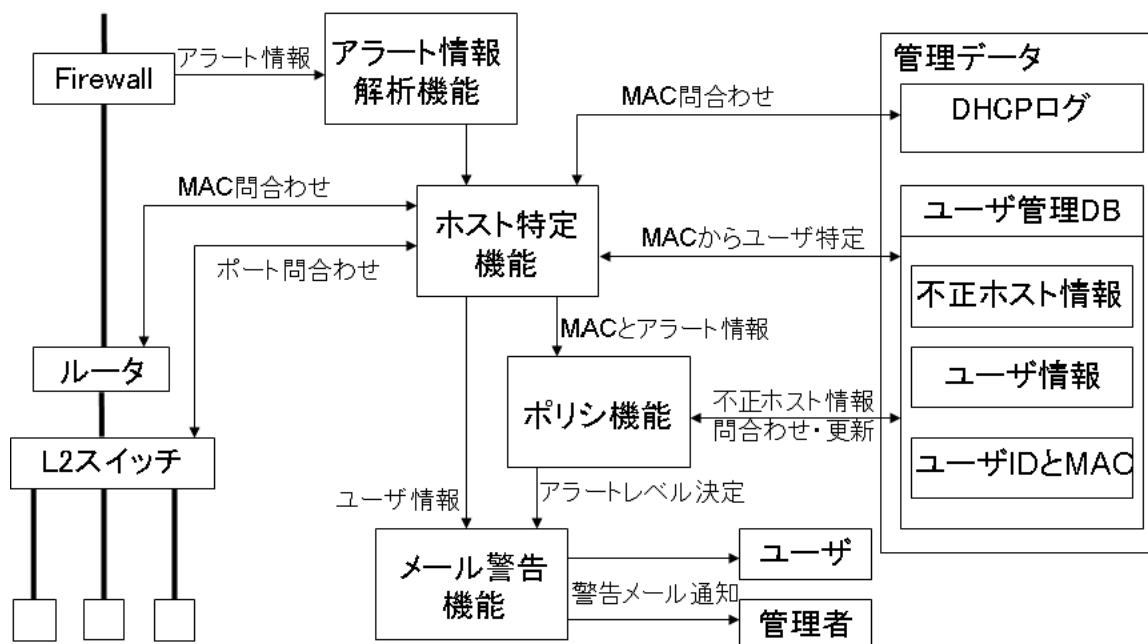 Firewall
アラート情報
アラート情報
解析機能
管理データ
DHCPログ
MAC問合わせ
MAC問合わせ
ホスト特定
機能
MACからユーザ特定
ユーザ管理DB
ポート問合わせ
不正ホスト情報
MACとアラート情報
ルータ
ポリシ機能
不正ホスト情報
問合わせ・更新
ユーザ情報
L2スイッチ
ユーザIDとMAC
ユーザ情報
アラートレベル決定
メール警告
機能
ユーザ
警告メール通知
管理者